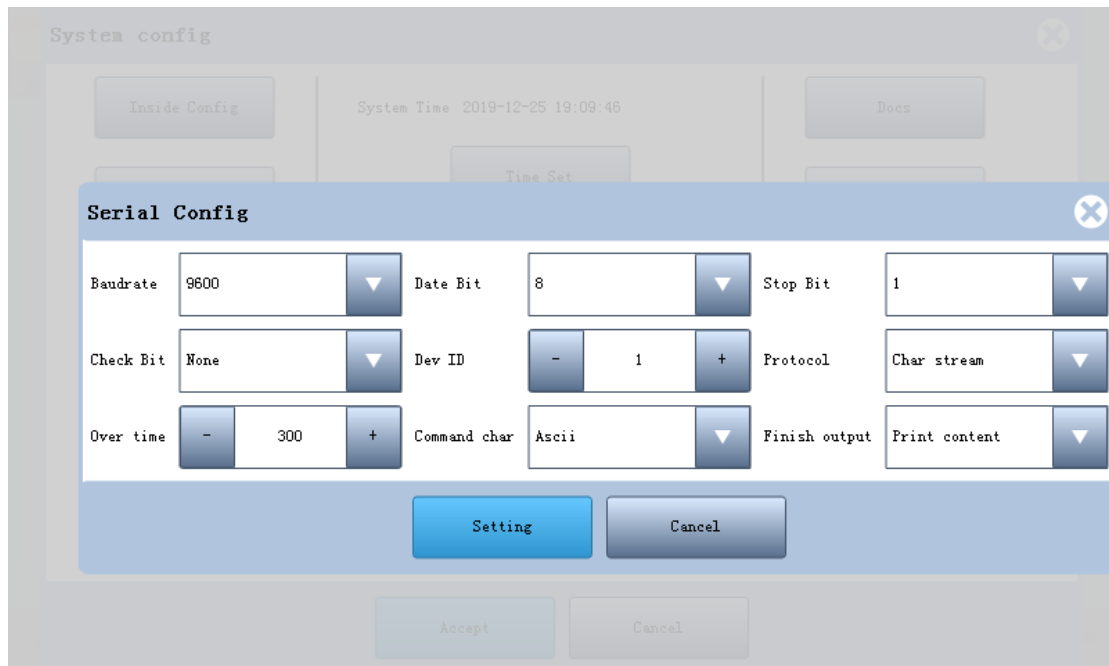 System config
Inside Config
System Time 2019-12-25 19:09:46
Docs
Time Set
Serial Config
Baudrate 9600 Date Bit 8 Stop Bit 1
Check Bit None Dev ID - 1 + Protocol Char stream
Over time - 300 + Command char Ascii Finish output Print content
Setting Cancel
Accept Cancel